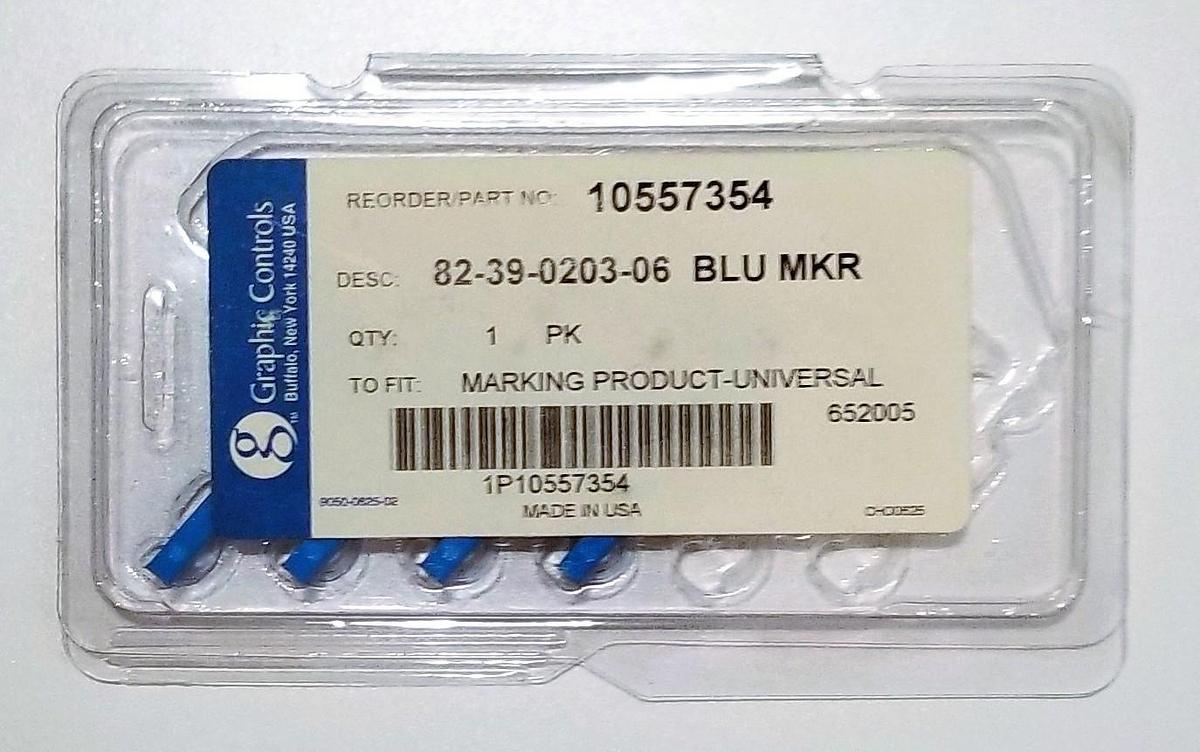 Graphic Controls
Buffalo, New York 14240 USA
g™
REORDER/PART NO: 10557354
DESC: 82-39-0203-06 BLU MKR
QTY: 1 PK
TO FIT: MARKING PRODUCT-UNIVERSAL
652005
1P10557354
9050-0625-02
MADE IN USA